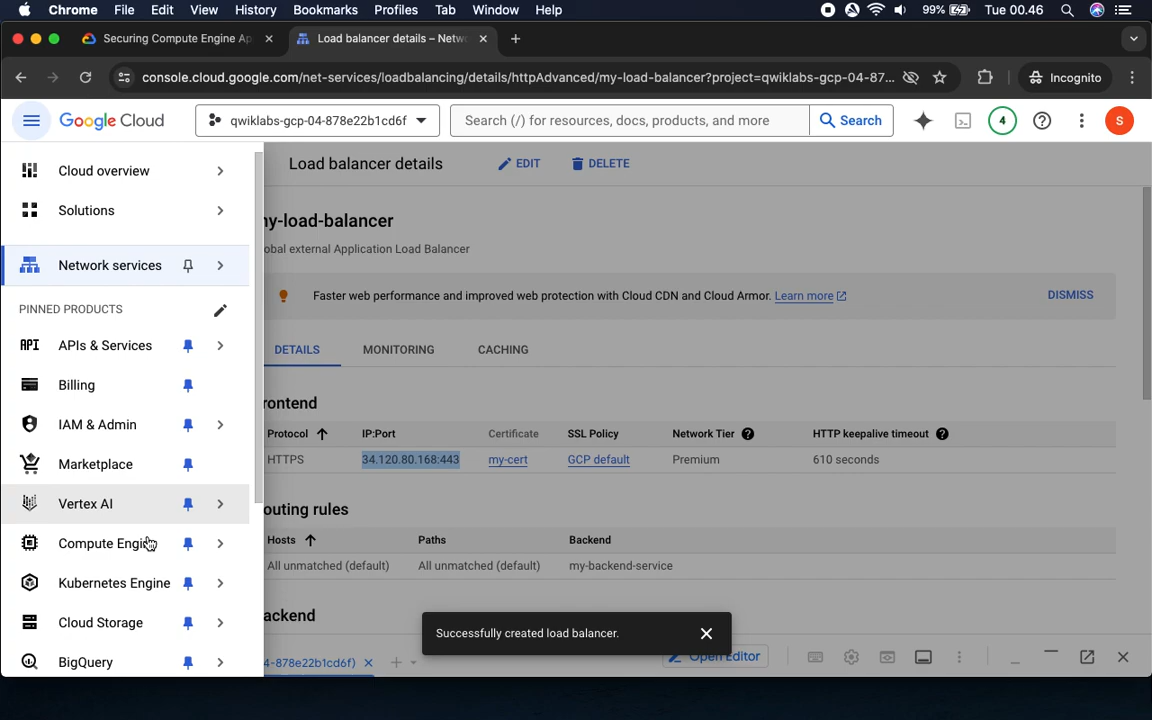 Chrome File Edit View History Bookmarks Profiles Tab Window Help 99% Tue 00.46
Securing Compute Engine Ap Load balancer details – Netw
console.cloud.google.com/net-services/loadbalancing/details/httpAdvanced/my-load-balancer?project=qwiklabs-gcp-04-87... Incognito
Google Cloud qwiklabs-gcp-04-878e22b1cd6f Search (/) for resources, docs, products, and more Search 4 S
Cloud overview
Solutions
Network services
PINNED PRODUCTS
APIs & Services
Billing
IAM & Admin
Marketplace
Vertex AI
Compute Engine
Kubernetes Engine
Cloud Storage
BigQuery
Load balancer details EDIT DELETE
ny-load-balancer
obal external Application Load Balancer
Faster web performance and improved web protection with Cloud CDN and Cloud Armor. Learn more DISMISS
DETAILS MONITORING CACHING
rontend
Protocol IP:Port Certificate SSL Policy Network Tier HTTP keepalive timeout
HTTPS 34.120.80.168:443 my-cert GCP default Premium 610 seconds
outing rules
Hosts Paths Backend
All unmatched (default) All unmatched (default) my-backend-service
ackend
Successfully created load balancer.
4-878e22b1cd6f) Open Editor